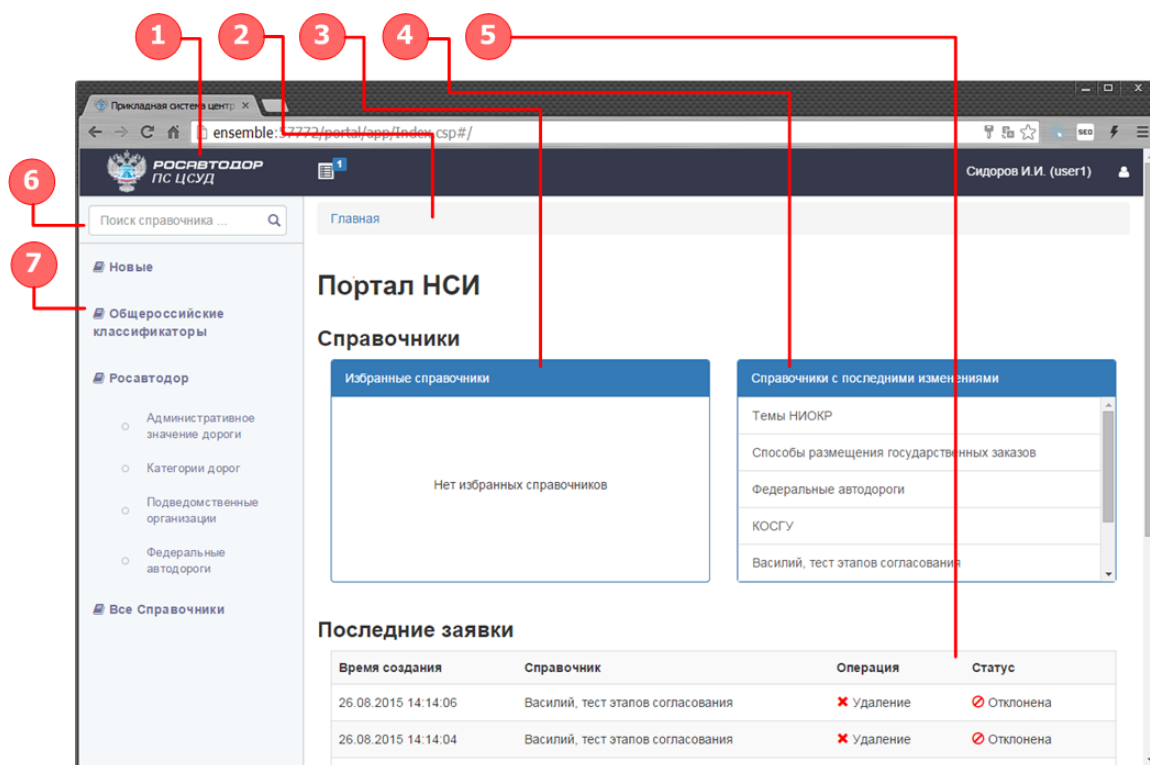 1 2 3 4 5
Прикладная система центр
ensemble:57772/portal/app/Index.csp#/
SEO
РОСАВТОДОР
ПС ЦСУД
1
Сидоров И.И. (user1)
6
Поиск справочника ...
Главная
7
Новые
Общероссийские
классификаторы
Росавтодор
Административное
значение дороги
Категории дорог
Подведомственные
организации
Федеральные
автодороги
Все Справочники
Портал НСИ
Справочники
Избранные справочники
Нет избранных справочников
Справочники с последними изменениями
Темы НИОКР
Способы размещения государственных заказов
Федеральные автодороги
КОСГУ
Василий, тест этапов согласования
Последние заявки
Время создания Справочник Операция Статус
26.08.2015 14:14:06 Василий, тест этапов согласования Удаление Отклонена
26.08.2015 14:14:04 Василий, тест этапов согласования Удаление Отклонена